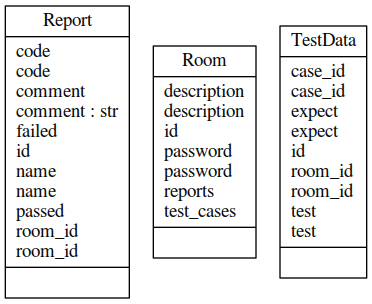 Report
code
code
comment
comment : str
failed
id
name
name
passed
room_id
room_id
Room
description
description
id
password
password
reports
test_cases
TestData
case_id
case_id
expect
expect
id
room_id
room_id
test
test